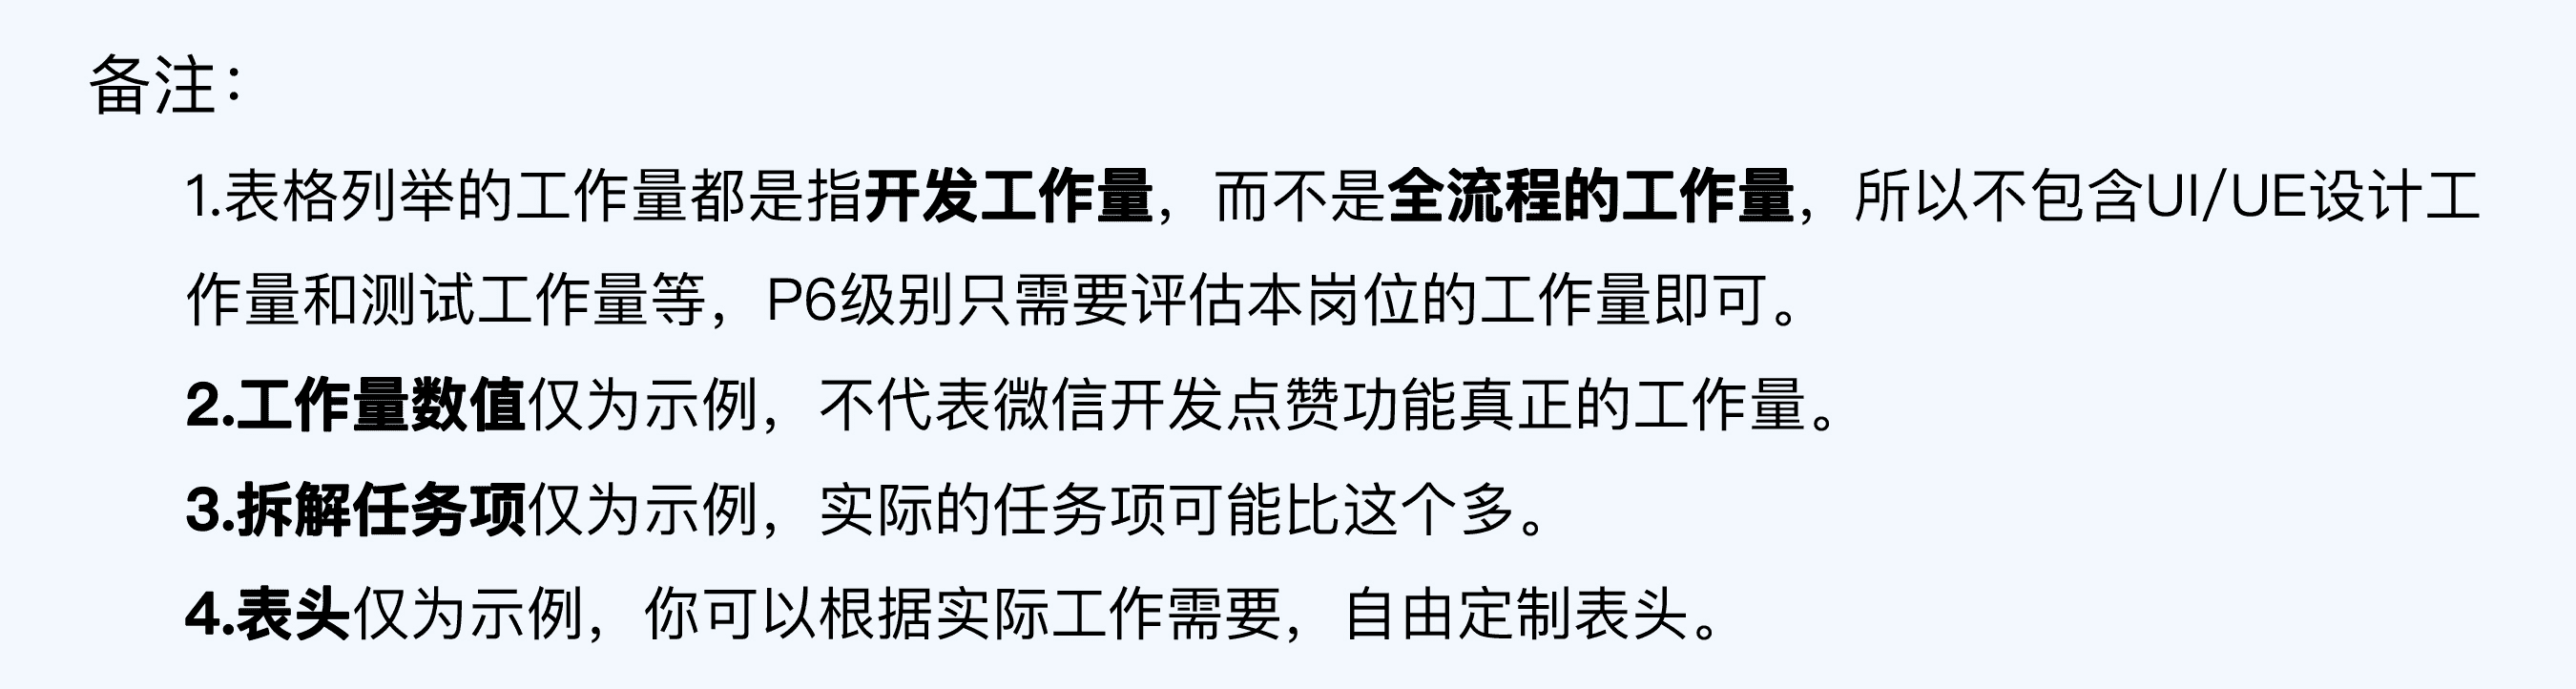 备注：
1.表格列举的工作量都是指开发工作量，而不是全流程的工作量，所以不包含UI/UE设计工
作量和测试工作量等，P6级别只需要评估本岗位的工作量即可。
2.工作量数值仅为示例，不代表微信开发点赞功能真正的工作量。
3.拆解任务项仅为示例，实际的任务项可能比这个多。
4.表头仅为示例，你可以根据实际工作需要，自由定制表头。